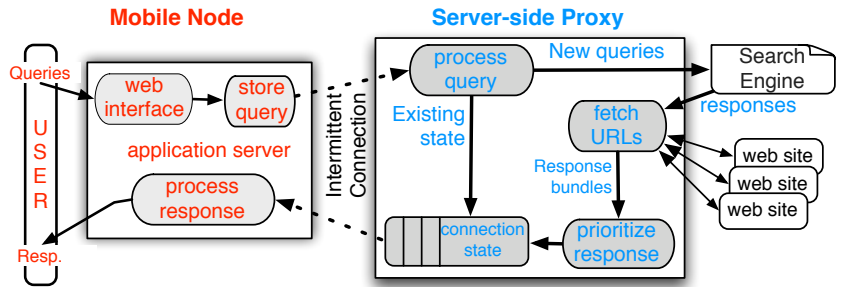 Mobile Node
Server-side Proxy
Queries
USER
Resp.
web
interface
store
query
application server
process
response
Intermittent
Connection
process
query
New queries
Search
Engine
responses
Existing
state
fetch
URLs
web site
web site
web site
Response
bundles
connection
state
prioritize
response